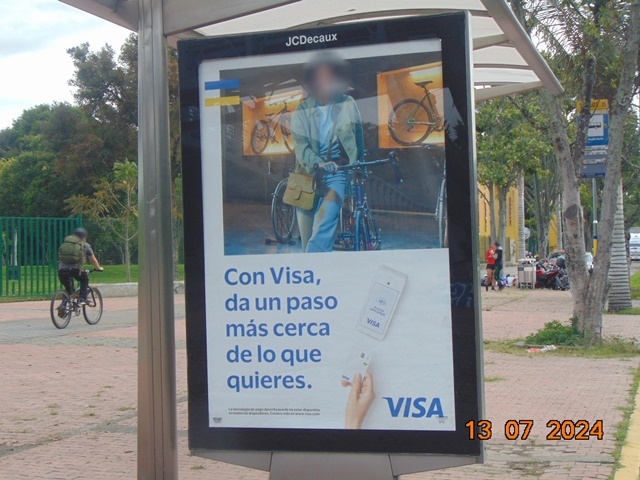 JCDecaux
Con Visa,
da un paso
más cerca
de lo que
quieres.
VISA
VISA
13 07 2024